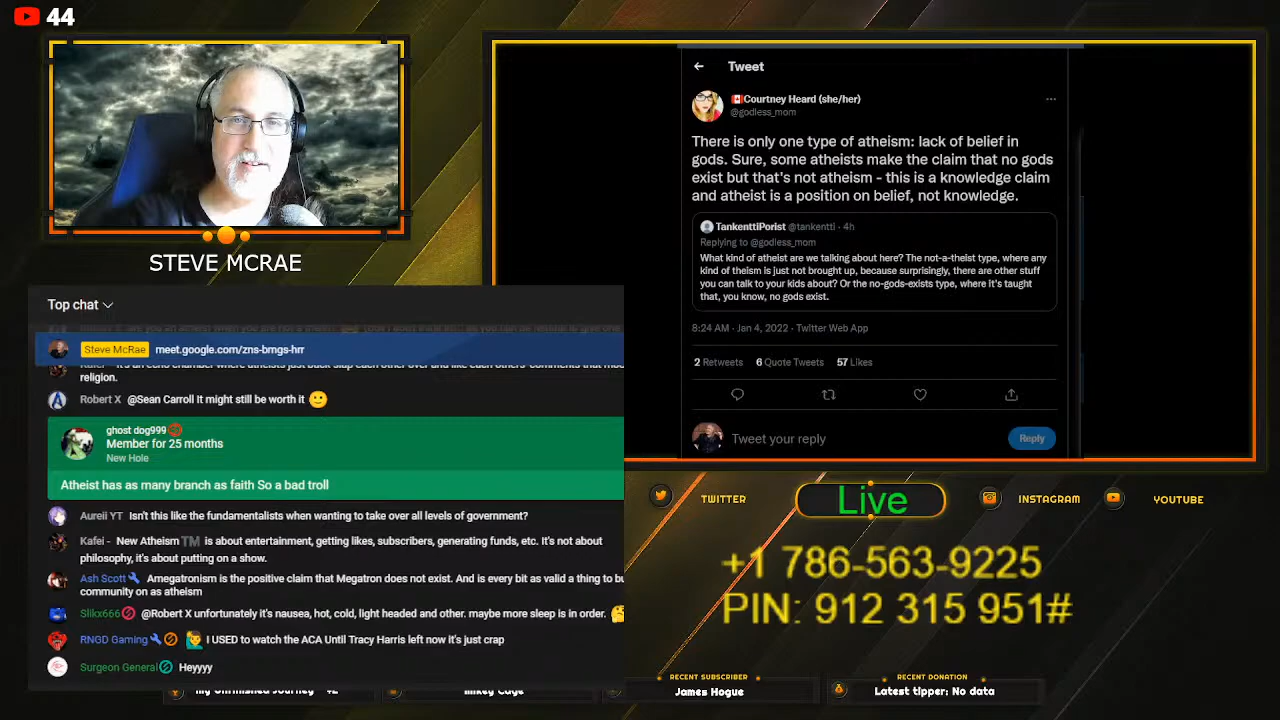 44
STEVE MCRAE
Top chat
Steve McRae meet.google.com/zns-bmgs-hrr
religion.
Robert X @Sean Carroll It might still be worth it 🙂
ghost dog999
Member for 25 months
New Hole
Atheist has as many branch as faith So a bad troll
Aureii YT Isn't this like the fundamentalists when wanting to take over all levels of government?
Kafei - New Atheism™ is about entertainment, getting likes, subscribers, generating funds, etc. It's not about
philosophy, it's about putting on a show.
Ash Scott Amegatronism is the positive claim that Megatron does not exist. And is every bit as valid a thing to bu
community on as atheism
Slikx666 @Robert X unfortunately it's nausea, hot, cold, light headed and other. maybe more sleep is in order. 🤔
RNGD Gaming 🙋‍♂️ I USED to watch the ACA Until Tracy Harris left now it's just crap
Surgeon General Heyyyy
Tweet
🇨🇦Courtney Heard (she/her)
@godless_mom
There is only one type of atheism: lack of belief in
gods. Sure, some atheists make the claim that no gods
exist but that's not atheism - this is a knowledge claim
and atheist is a position on belief, not knowledge.
TankenttiPorist @tankentti · 4h
Replying to @godless_mom
What kind of atheist are we talking about here? The not-a-theist type, where any
kind of theism is just not brought up, because surprisingly, there are other stuff
you can talk to your kids about? Or the no-gods-exists type, where it's taught
that, you know, no gods exist.
8:24 AM · Jan 4, 2022 · Twitter Web App
2 Retweets 6 Quote Tweets 57 Likes
Tweet your reply
Reply
TWITTER
Live
INSTAGRAM
YOUTUBE
+1 786-563-9225
PIN: 912 315 951#
RECENT SUBSCRIBER
James Hogue
RECENT DONATION
Latest tipper: No data